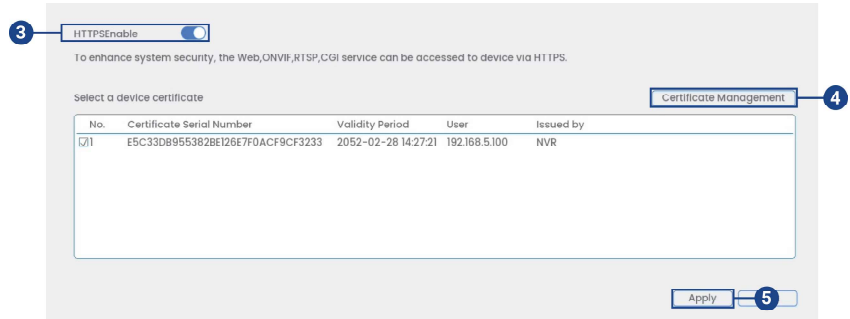 3
HTTPSEnable
To enhance system security, the Web,ONVIF,RTSP,CGI service can be accessed to device via HTTPS.
Select a device certificate
Certificate Management
4
No. Certificate Serial Number Validity Period User Issued by
1 E5C33DB955382BE126E7F0ACF9CF3233 2052-02-28 14:27:21 192.168.5.100 NVR
Apply
5